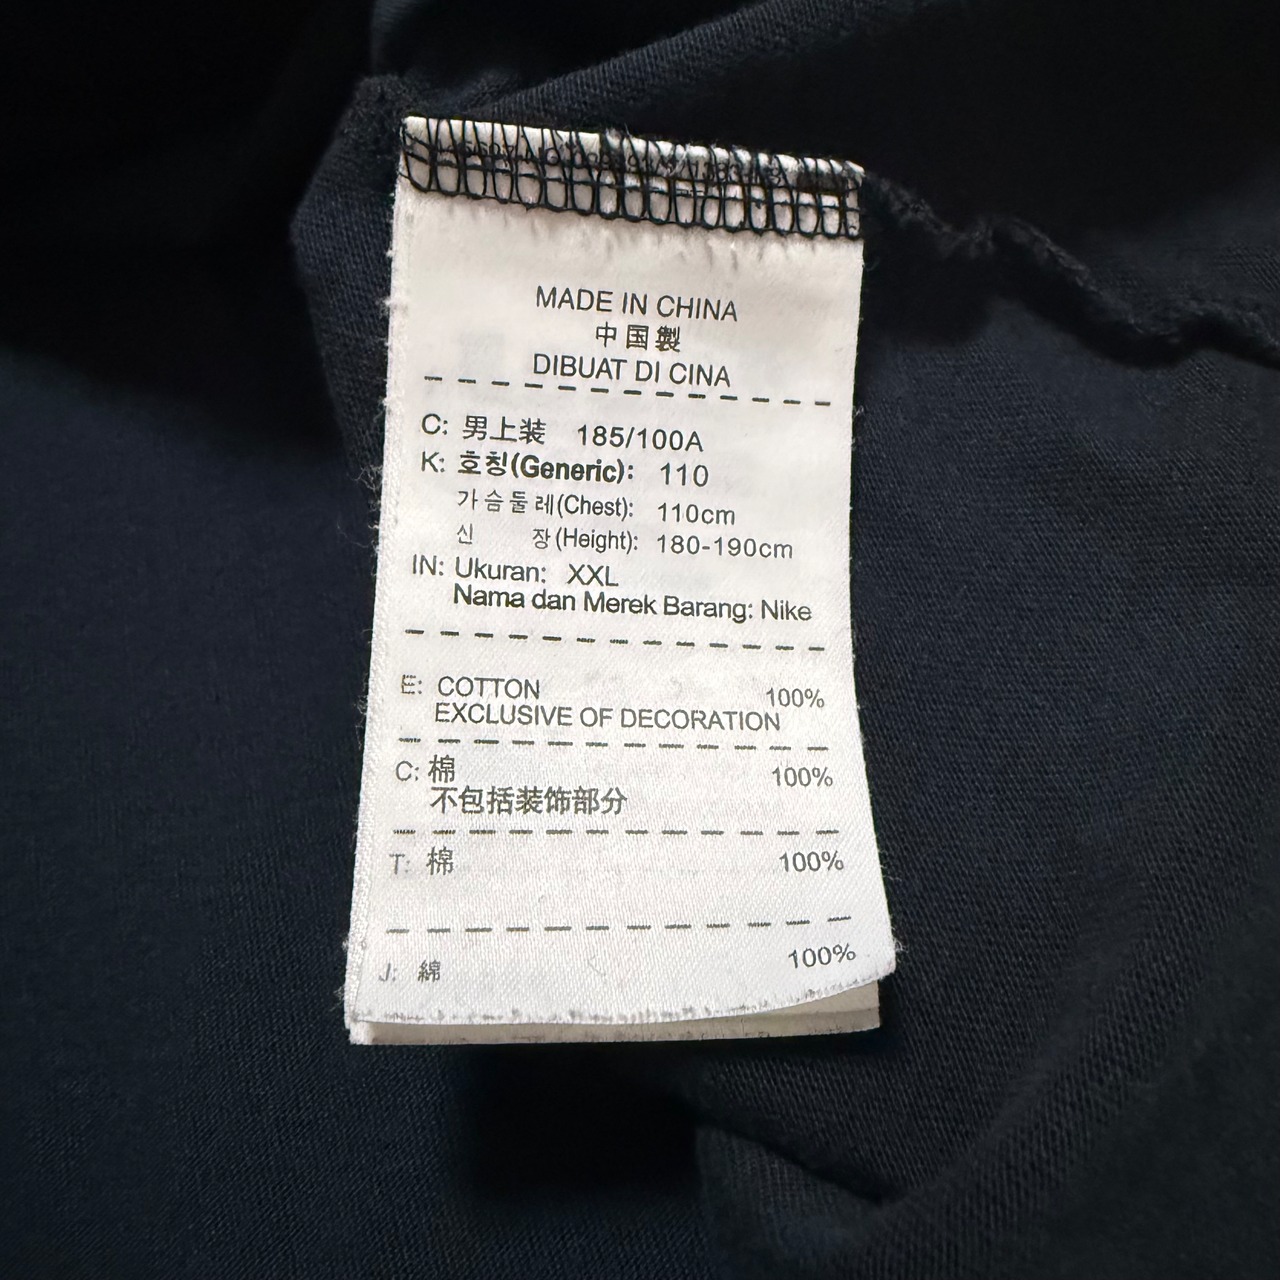 MADE IN CHINA
中国製
DIBUAT DI CINA
C: 男上装 185/100A
K: 호칭(Generic): 110
가슴둘레(Chest): 110cm
신 장(Height): 180-190cm
IN: Ukuran: XXL
Nama dan Merek Barang: Nike
E: COTTON 100%
EXCLUSIVE OF DECORATION
C: 棉 100%
不包括装饰部分
T: 棉 100%
J: 綿 100%